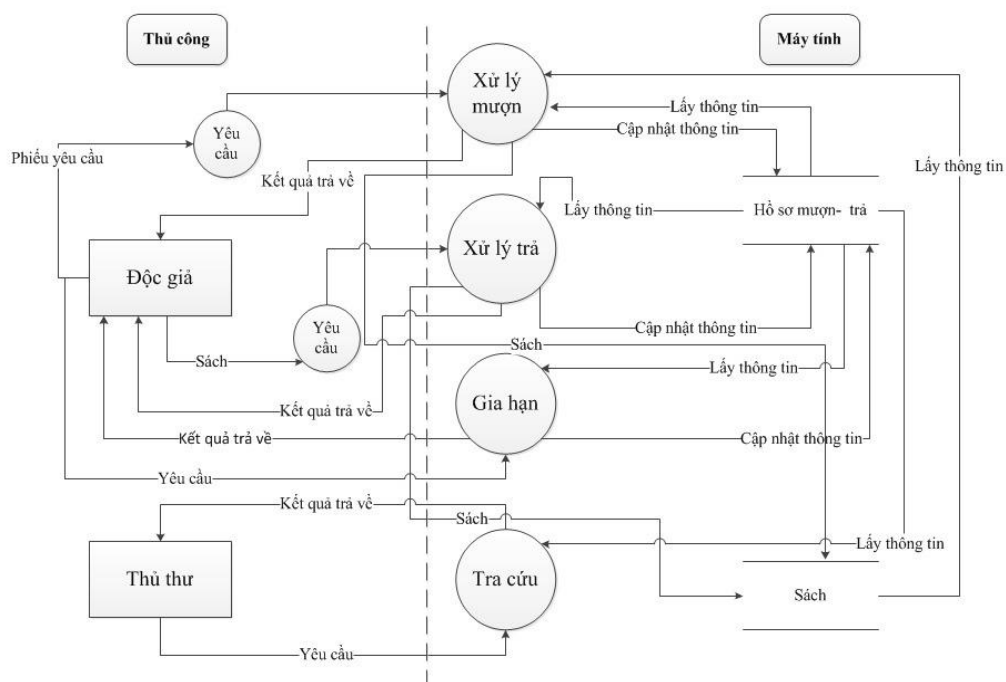 Thủ công
Máy tính
Xử lý
mượn
Lấy thông tin
Cập nhật thông tin
Yêu
cầu
Phiếu yêu cầu
Kết quả trả về
Lấy thông tin
Lấy thông tin
Hồ sơ mượn- trả
Xử lý trả
Độc giả
Yêu
cầu
Cập nhật thông tin
Sách
Sách
Lấy thông tin
Gia hạn
Kết quả trả về
Kết quả trả về
Cập nhật thông tin
Yêu cầu
Kết quả trả về
Sách
Lấy thông tin
Thủ thư
Tra cứu
Sách
Yêu cầu